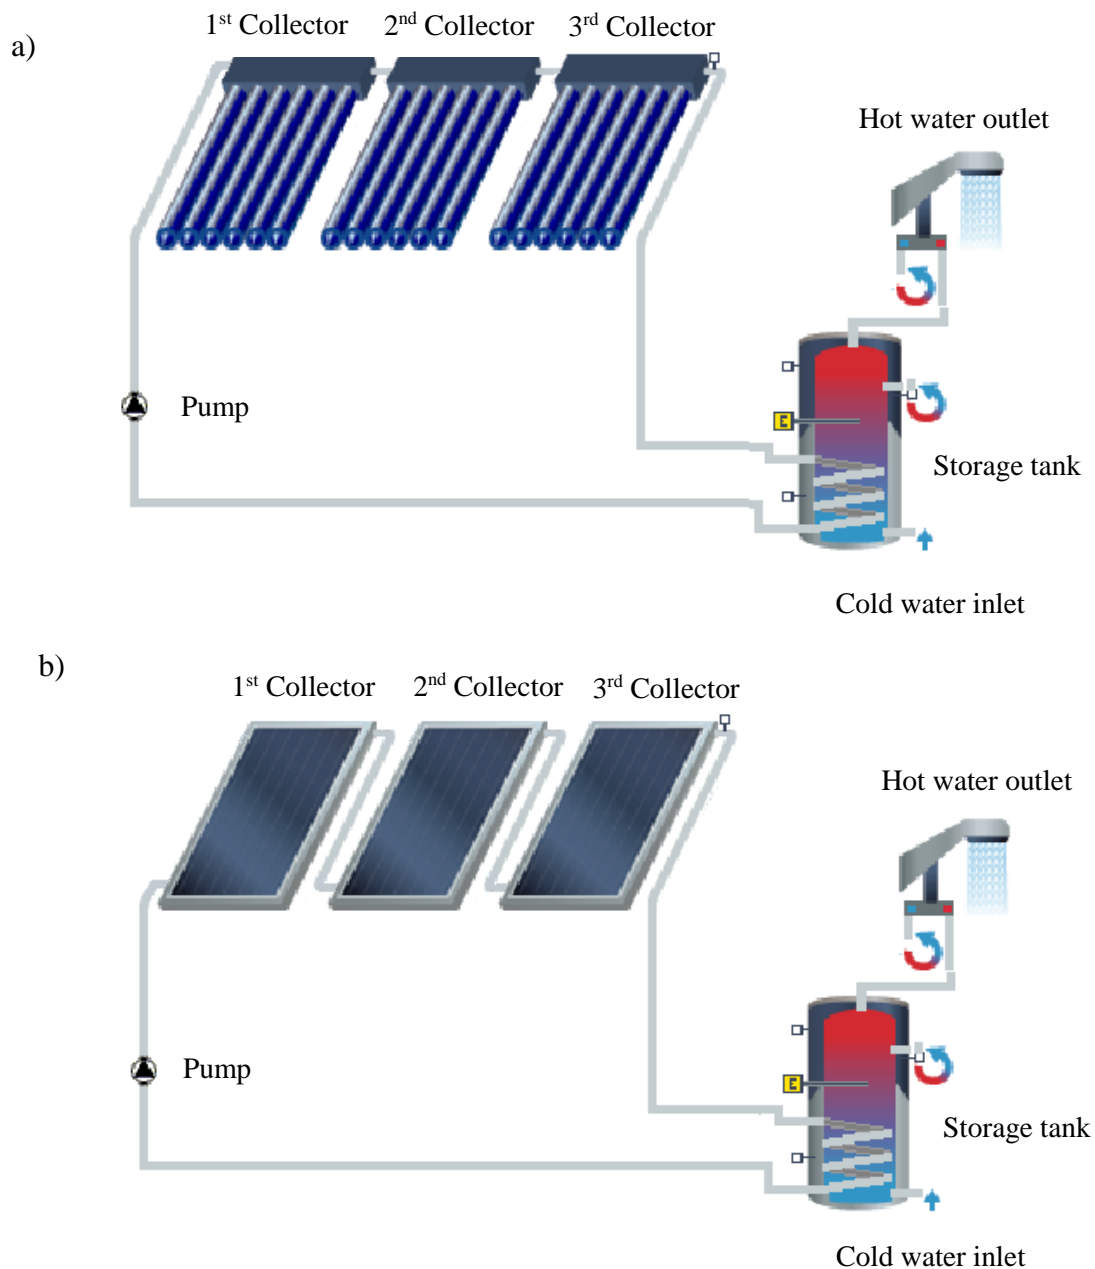 a)
1st Collector 2nd Collector 3rd Collector
Hot water outlet
Pump
E
Storage tank
Cold water inlet
b)
1st Collector 2nd Collector 3rd Collector
Hot water outlet
Pump
E
Storage tank
Cold water inlet